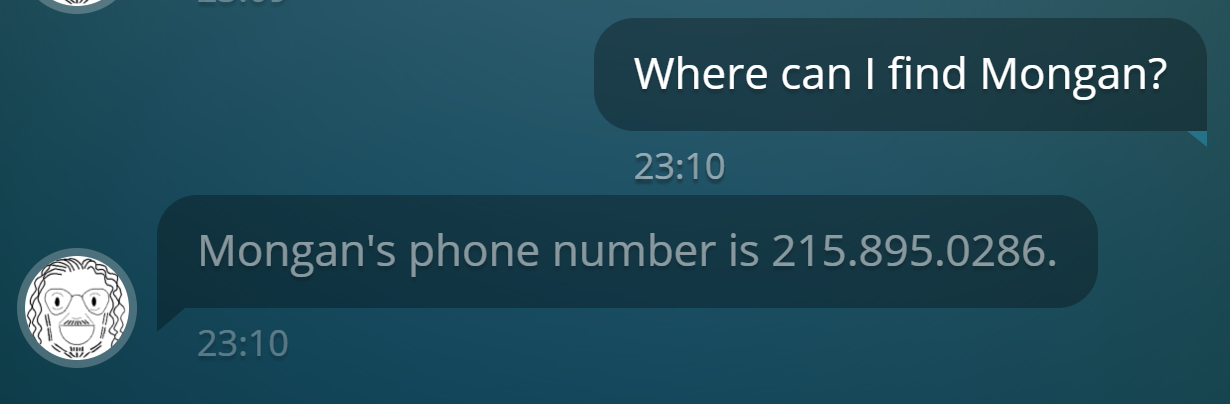 Where can I find Mongan?
23:10
Mongan's phone number is 215.895.0286.
23:10